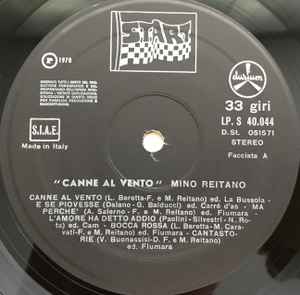 START
℗ 1970
durium
S.I.A.E.
Made in Italy
33 giri
LP. S 40.044
D.St. 051571
STEREO
Facciata A
"CANNE AL VENTO" MINO REITANO
CANNE AL VENTO (L. Beretta-F. e M. Reitano) ed. La Bussola -
E SE PIOVESSE (Daiano-G. Balducci) ed. Carré d'as - MA
PERCHE' (A. Salerno-F. e M. Reitano) ed. Fiumara -
L'AMORE HA DETTO ADDIO (Paolini-Silvestri-N. Ro-
ta) ed. Cam - BOCCA ROSSA (L. Beretta-M. Cara-
vati-F. e M. Reitano) ed. Fiumara - CANTASTO-
RIE (V. Buonassisi-D. F. e M. Reitano)
ed. Fiumara